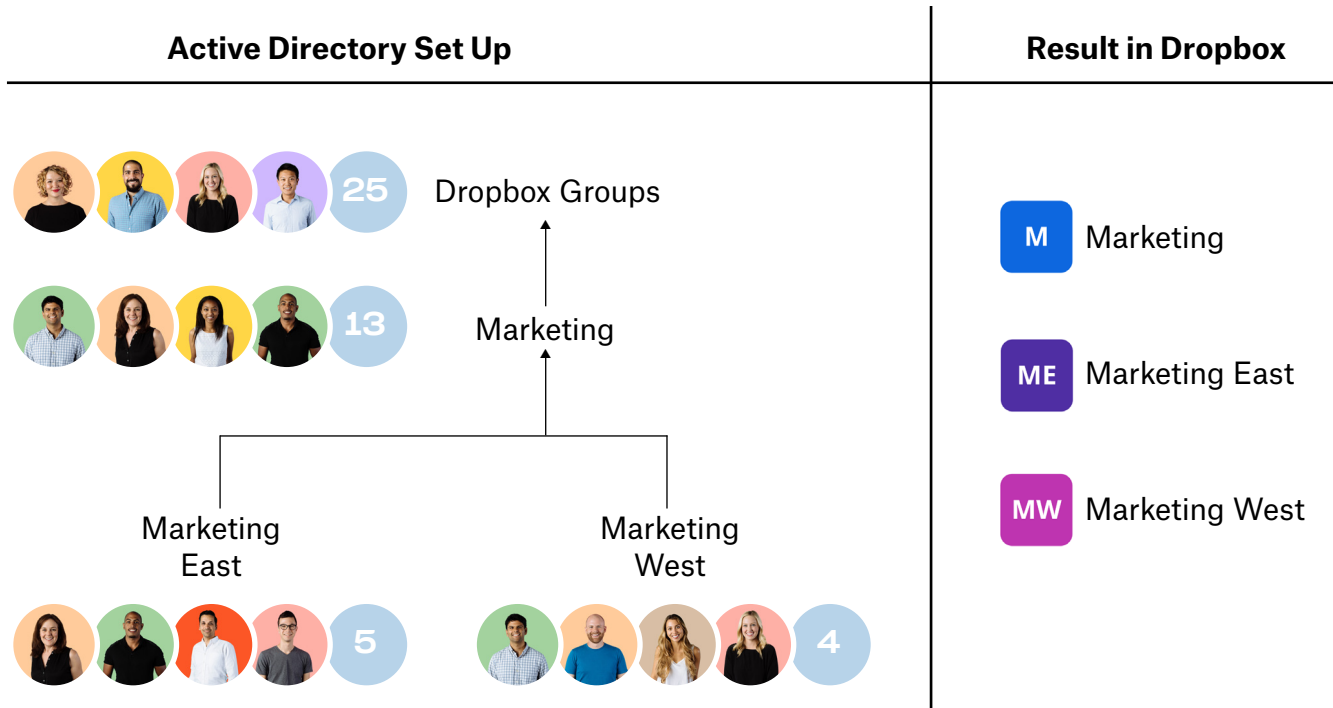 Active Directory Set Up
Result in Dropbox
25
Dropbox Groups
13
Marketing
Marketing
East
5
Marketing
West
4
M
Marketing
ME
Marketing East
MW
Marketing West